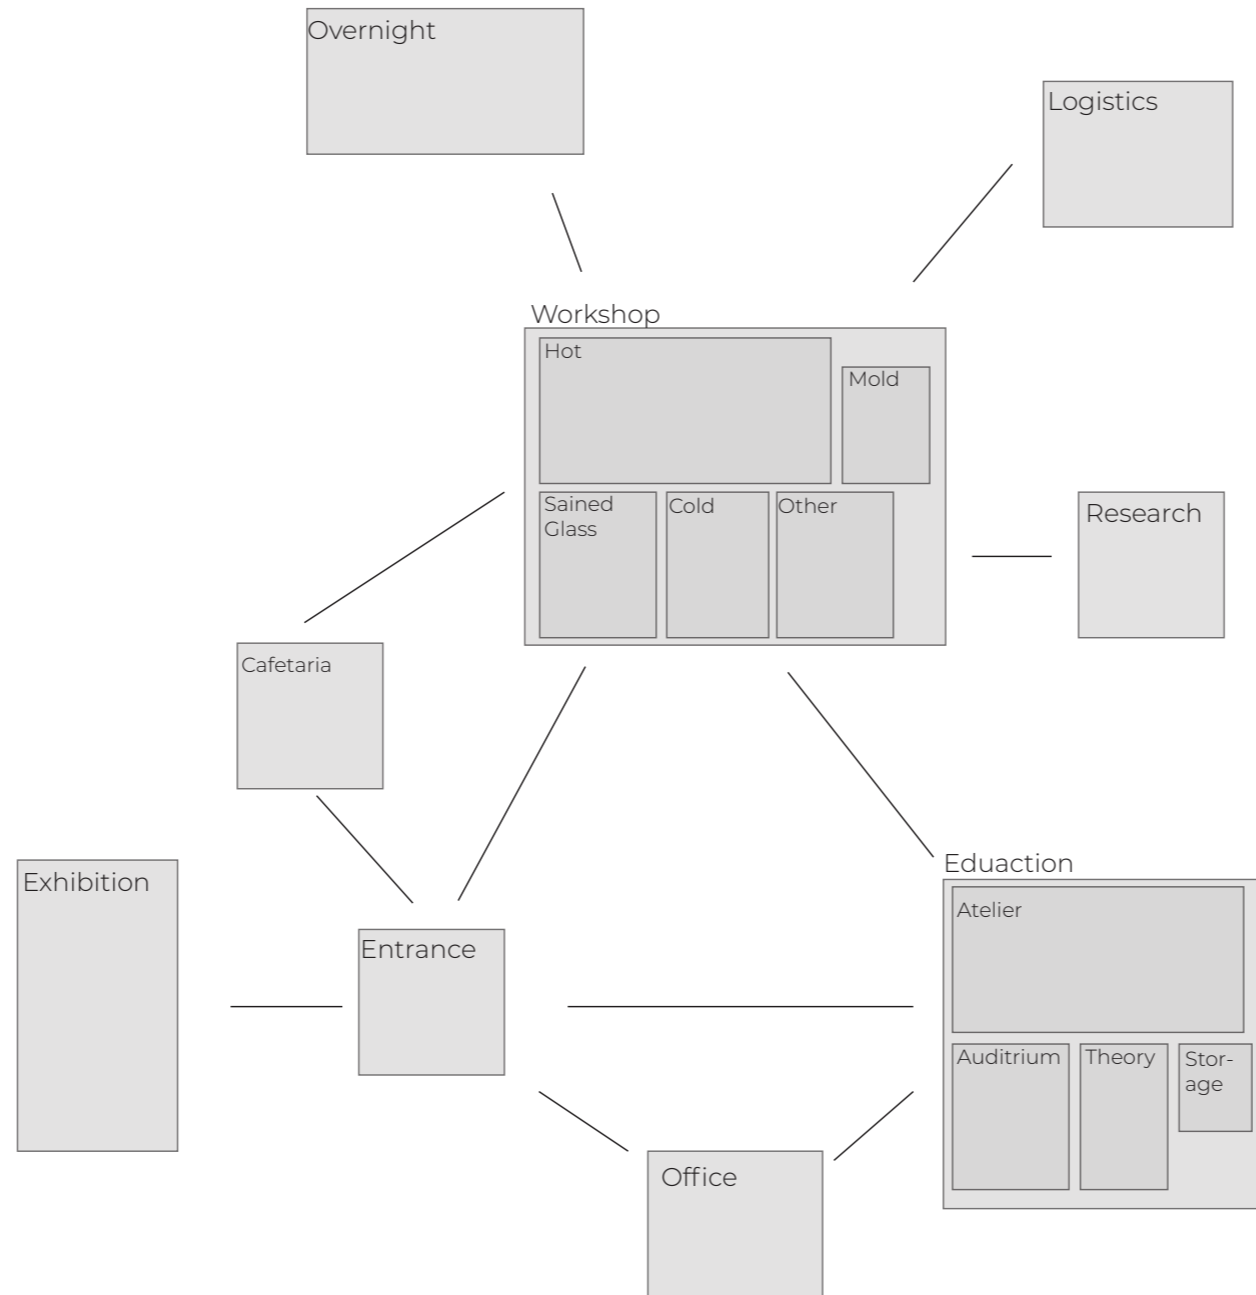 Overnight
Logistics
Workshop
Hot
Mold
Sained
Glass
Cold
Other
Research
Cafetaria
Exhibition
Entrance
Eduaction
Atelier
Auditrium
Theory
Stor-
age
Office